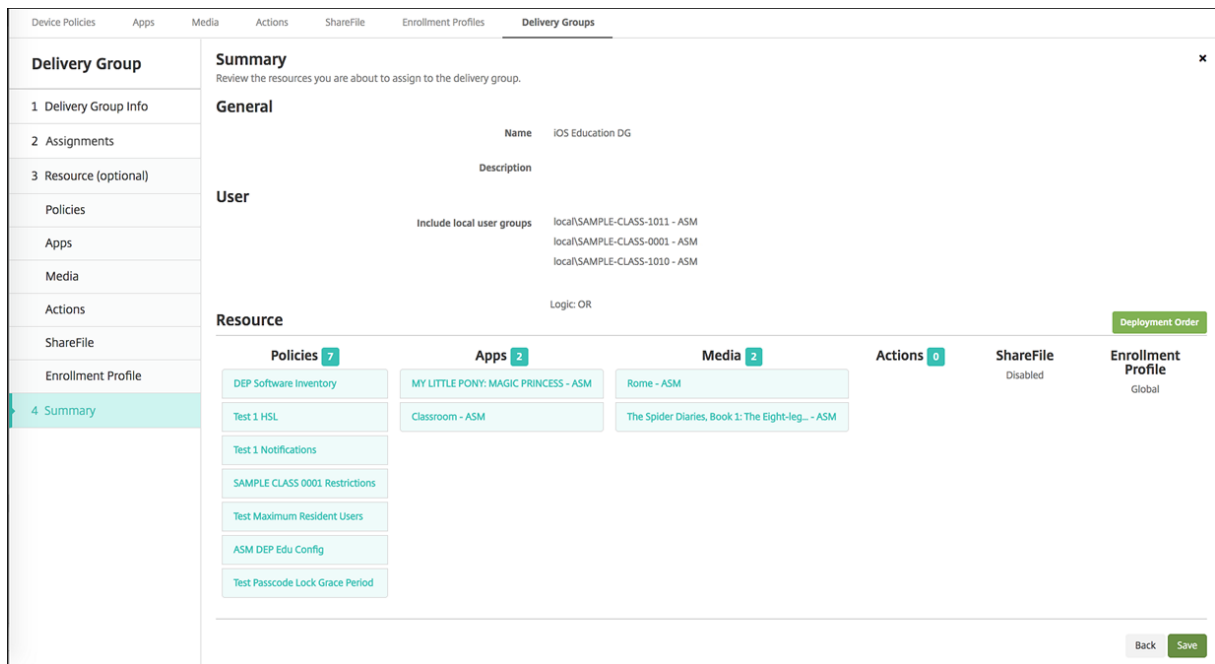 Device Policies Apps Media Actions ShareFile Enrollment Profiles Delivery Groups
Delivery Group
1 Delivery Group Info
2 Assignments
3 Resource (optional)
Policies
Apps
Media
Actions
ShareFile
Enrollment Profile
4 Summary
Summary
Review the resources you are about to assign to the delivery group.
General
Name iOS Education DG
Description
User
Include local user groups local\SAMPLE-CLASS-1011 - ASM
local\SAMPLE-CLASS-0001 - ASM
local\SAMPLE-CLASS-1010 - ASM
Logic: OR
Resource
Deployment Order
Policies 7
DEP Software Inventory
Test 1 HSL
Test 1 Notifications
SAMPLE CLASS 0001 Restrictions
Test Maximum Resident Users
ASM DEP Edu Config
Test Passcode Lock Grace Period
Apps 2
MY LITTLE PONY: MAGIC PRINCESS - ASM
Classroom - ASM
Media 2
Rome - ASM
The Spider Diaries, Book 1: The Eight-leg... - ASM
Actions 0
ShareFile
Disabled
Enrollment
Profile
Global
Back Save